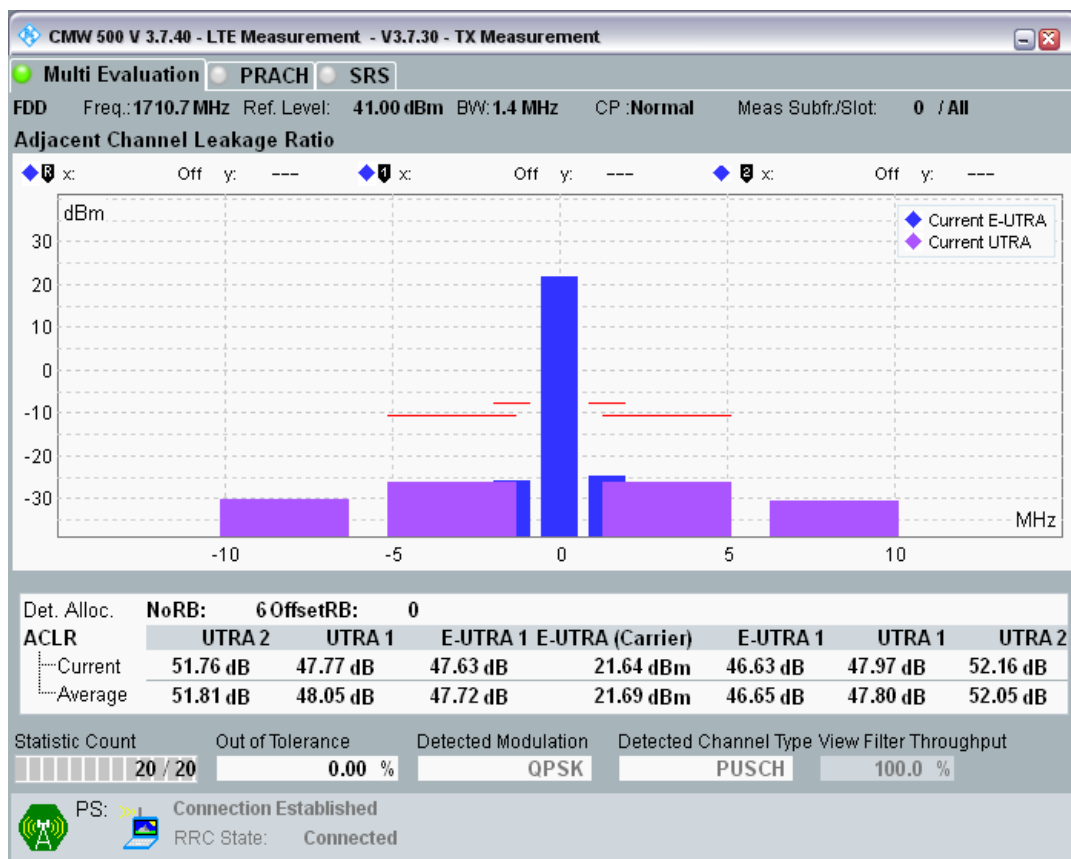 CMW 500 V 3.7.40 - LTE Measurement - V3.7.30 - TX Measurement
Multi Evaluation PRACH SRS
FDD Freq.: 1710.7 MHz Ref. Level: 41.00 dBm BW: 1.4 MHz CP :Normal Meas Subfr./Slot: 0 / All
Adjacent Channel Leakage Ratio
R x: Off y: --- 1 x: Off y: --- 2 x: Off y: ---
dBm
Current E-UTRA
Current UTRA
30
20
10
0
-10
-20
-30
MHz
-10 -5 0 5 10
Det. Alloc. NoRB: 6 OffsetRB: 0
ACLR UTRA 2 UTRA 1 E-UTRA 1 E-UTRA (Carrier) E-UTRA 1 UTRA 1 UTRA 2
Current 51.76 dB 47.77 dB 47.63 dB 21.64 dBm 46.63 dB 47.97 dB 52.16 dB
Average 51.81 dB 48.05 dB 47.72 dB 21.69 dBm 46.65 dB 47.80 dB 52.05 dB
Statistic Count Out of Tolerance Detected Modulation Detected Channel Type View Filter Throughput
20 / 20 0.00 % QPSK PUSCH 100.0 %
PS: Connection Established
RRC State: Connected